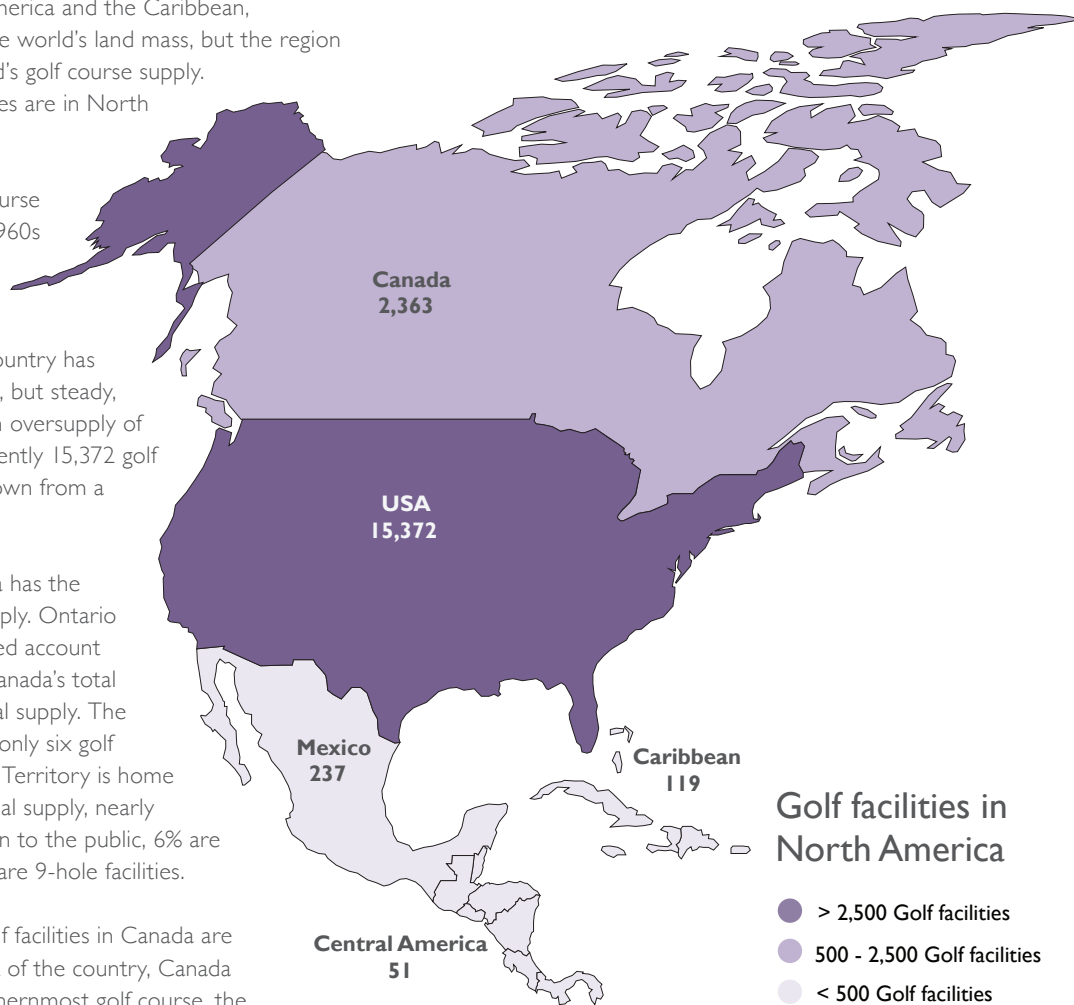 merica and the Caribbean,
e world's land mass, but the region
d's golf course supply.
es are in North
urse
960s
ountry has
, but steady,
n oversupply of
ently 15,372 golf
own from a
a has the
ply. Ontario
ed account
anada's total
al supply. The
only six golf
Territory is home
al supply, nearly
n to the public, 6% are
are 9-hole facilities.
lf facilities in Canada are
of the country, Canada
hernmost golf course, the
Canada
2,363
USA
15,372
Mexico
237
Caribbean
119
Central America
51
Golf facilities in
North America
> 2,500 Golf facilities
500 - 2,500 Golf facilities
< 500 Golf facilities